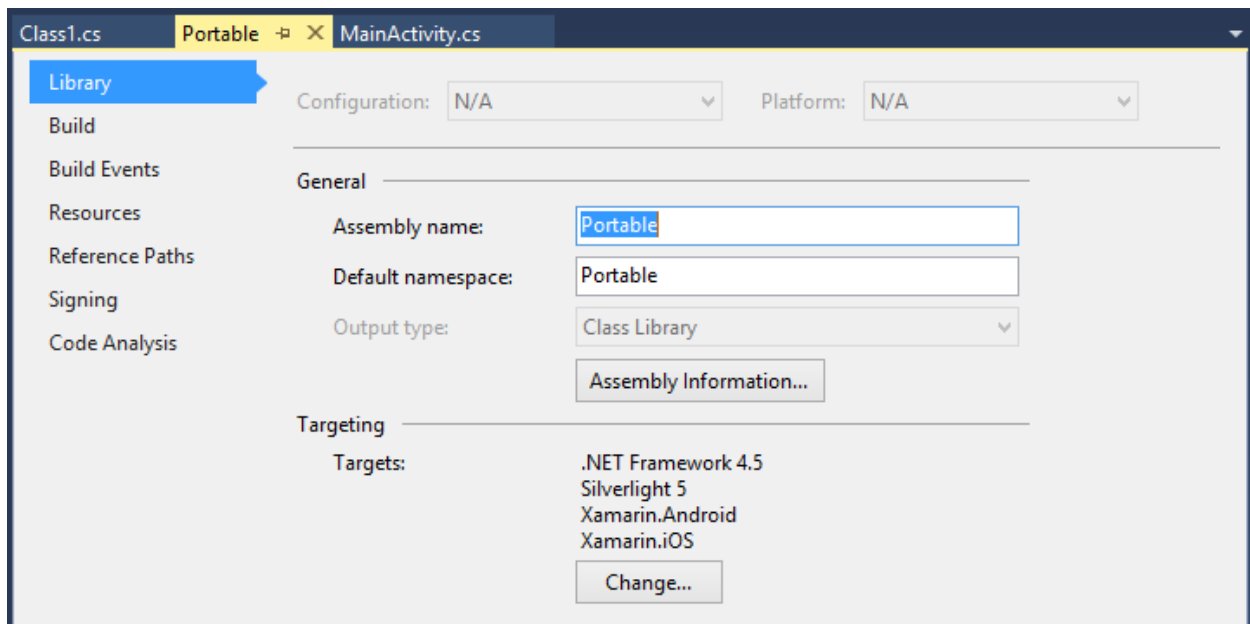 Class1.cs Portable MainActivity.cs
Library
Build
Build Events
Resources
Reference Paths
Signing
Code Analysis
Configuration: N/A Platform: N/A
General
Assembly name: Portable
Default namespace: Portable
Output type: Class Library
Assembly Information...
Targeting
Targets: .NET Framework 4.5
Silverlight 5
Xamarin.Android
Xamarin.iOS
Change...